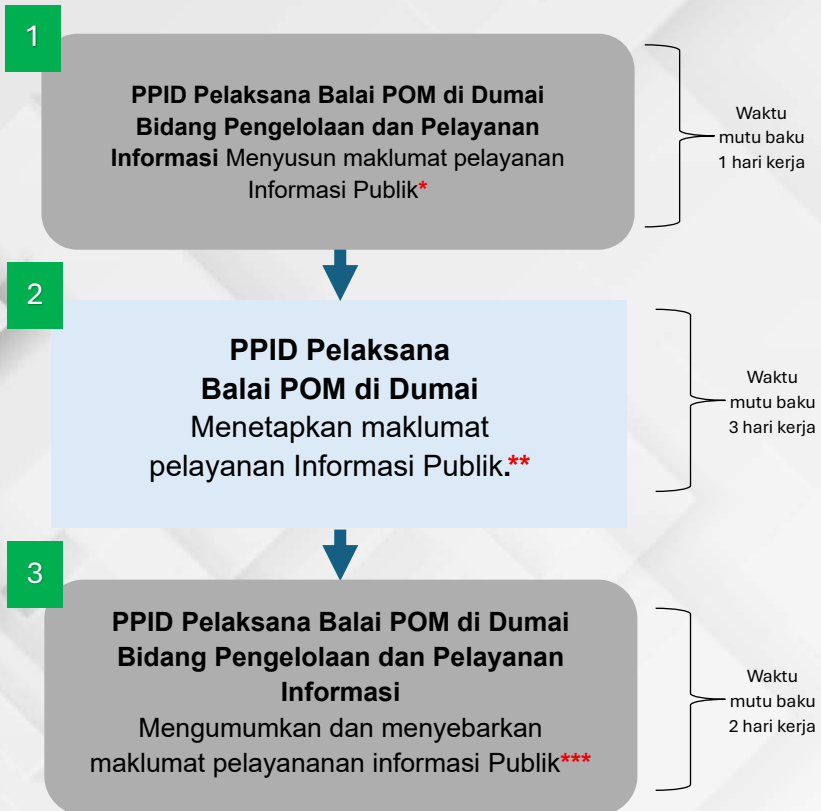 1
PPID Pelaksana Balai POM di Dumai
Bidang Pengelolaan dan Pelayanan
Informasi Menyusun maklumat pelayanan
Informasi Publik*
Waktu
mutu baku
1 hari kerja
2
PPID Pelaksana
Balai POM di Dumai
Menetapkan maklumat
pelayanan Informasi Publik.**
Waktu
mutu baku
3 hari kerja
3
PPID Pelaksana Balai POM di Dumai
Bidang Pengelolaan dan Pelayanan
Informasi
Mengumumkan dan menyebarkan
maklumat pelayananan informasi Publik***
Waktu
mutu baku
2 hari kerja